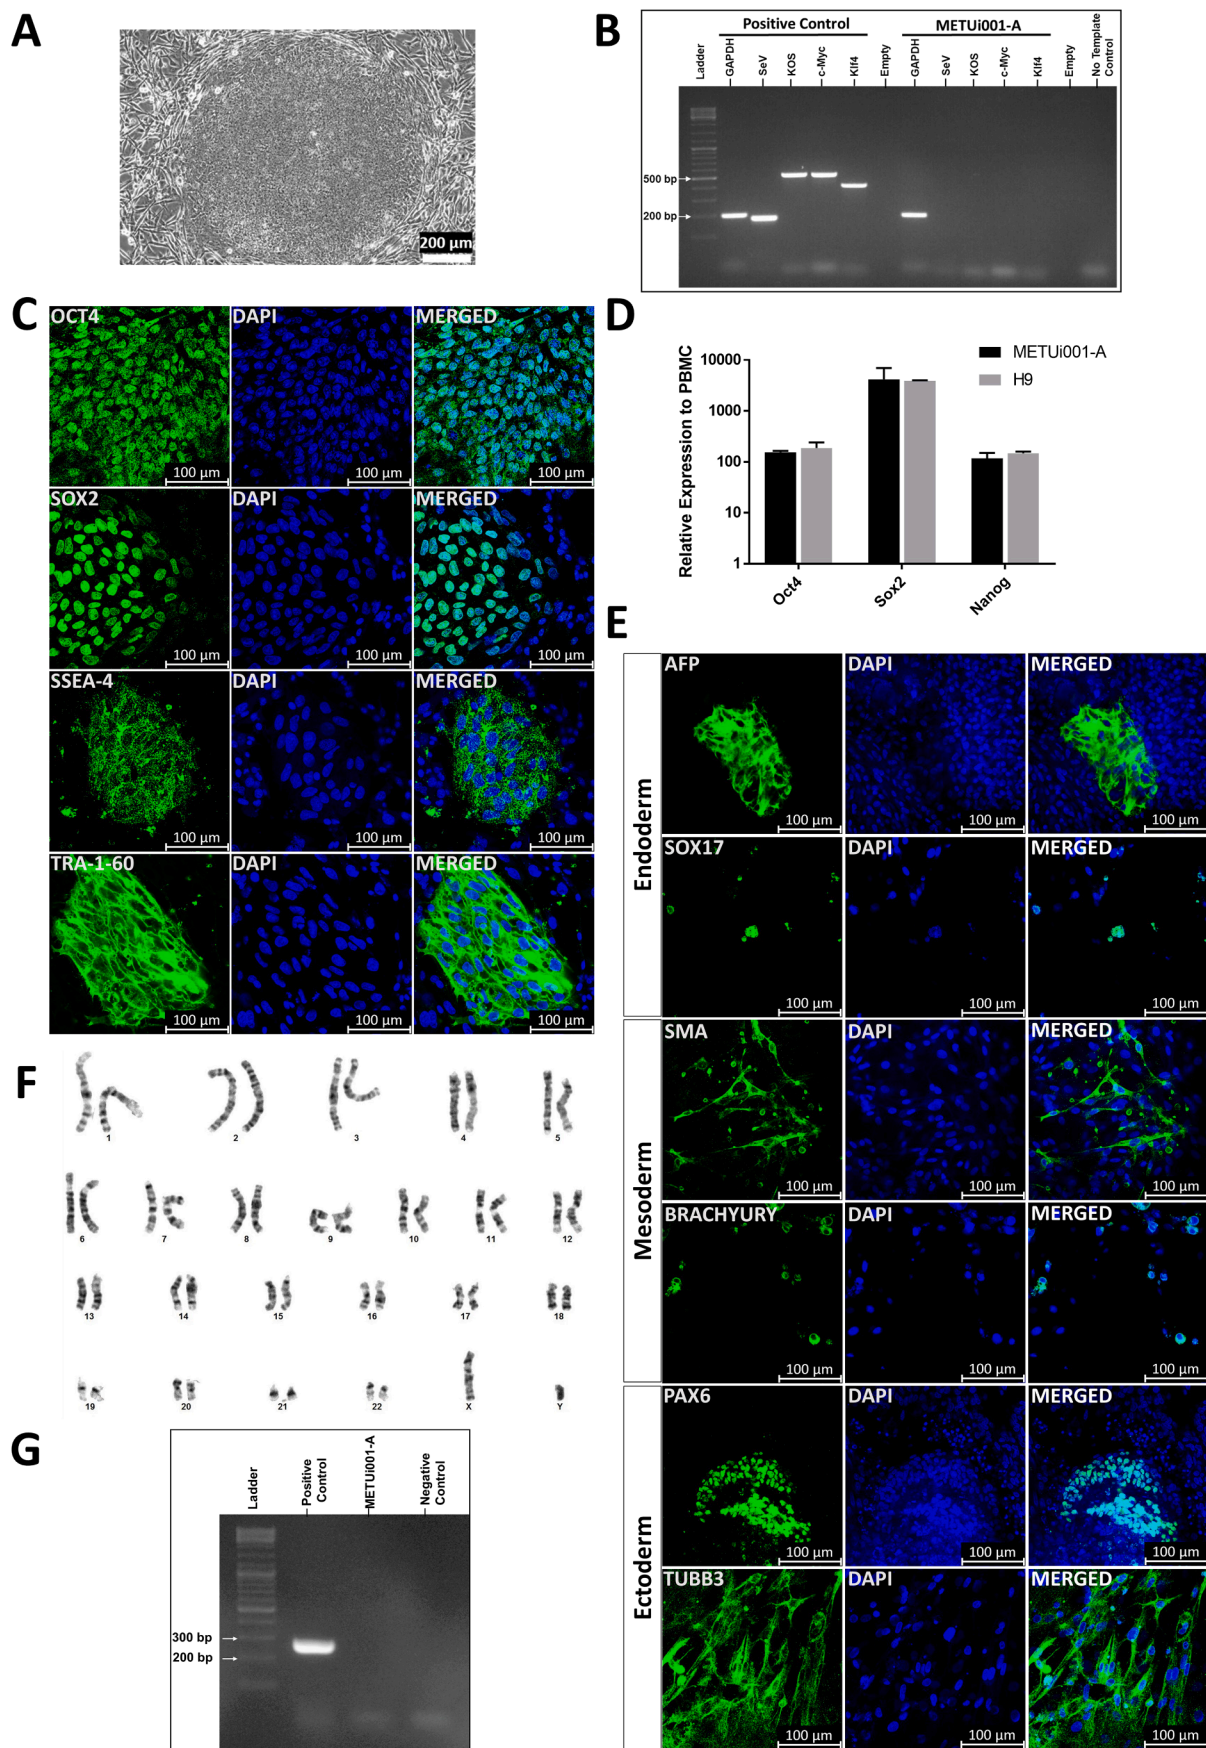 A
200 µm
B
Positive Control
METUi001-A
Ladder
GAPDH
SeV
KOS
c-Myc
Klf4
Empty
GAPDH
SeV
KOS
c-Myc
Klf4
Empty
No Template
Control
500 bp
200 bp
C
OCT4
DAPI
MERGED
100 µm
100 µm
100 µm
SOX2
DAPI
MERGED
100 µm
100 µm
100 µm
SSEA-4
DAPI
MERGED
100 µm
100 µm
100 µm
TRA-1-60
DAPI
MERGED
100 µm
100 µm
100 µm
D
Relative Expression to PBMC
10000
1000
100
10
1
METUi001-A
H9
Oct4
Sox2
Nanog
E
Endoderm
AFP
DAPI
MERGED
100 µm
100 µm
100 µm
SOX17
DAPI
MERGED
100 µm
100 µm
100 µm
Mesoderm
SMA
DAPI
MERGED
100 µm
100 µm
100 µm
BRACHYURY
DAPI
MERGED
100 µm
100 µm
100 µm
Ectoderm
PAX6
DAPI
MERGED
100 µm
100 µm
100 µm
TUBB3
DAPI
MERGED
100 µm
100 µm
100 µm
F
1 2 3 4 5
6 7 8 9 10 11 12
13 14 15 16 17 18
19 20 21 22 X Y
G
Ladder
Positive
Control
METUi001-A
Negative
Control
300 bp
200 bp